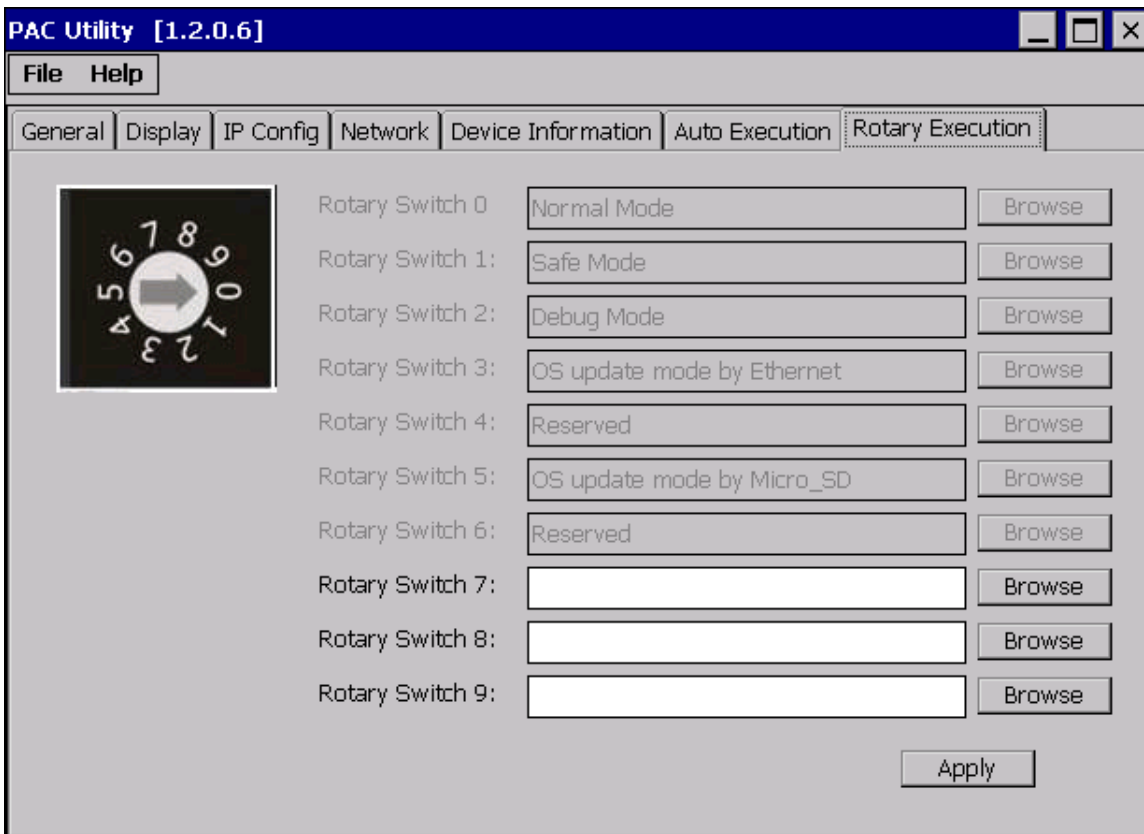 PAC Utility [1.2.0.6]
File Help
General Display IP Config Network Device Information Auto Execution Rotary Execution
0 1 2 3 4 5 6 7 8 9
Rotary Switch 0 Normal Mode Browse
Rotary Switch 1: Safe Mode Browse
Rotary Switch 2: Debug Mode Browse
Rotary Switch 3: OS update mode by Ethernet Browse
Rotary Switch 4: Reserved Browse
Rotary Switch 5: OS update mode by Micro_SD Browse
Rotary Switch 6: Reserved Browse
Rotary Switch 7: Browse
Rotary Switch 8: Browse
Rotary Switch 9: Browse
Apply